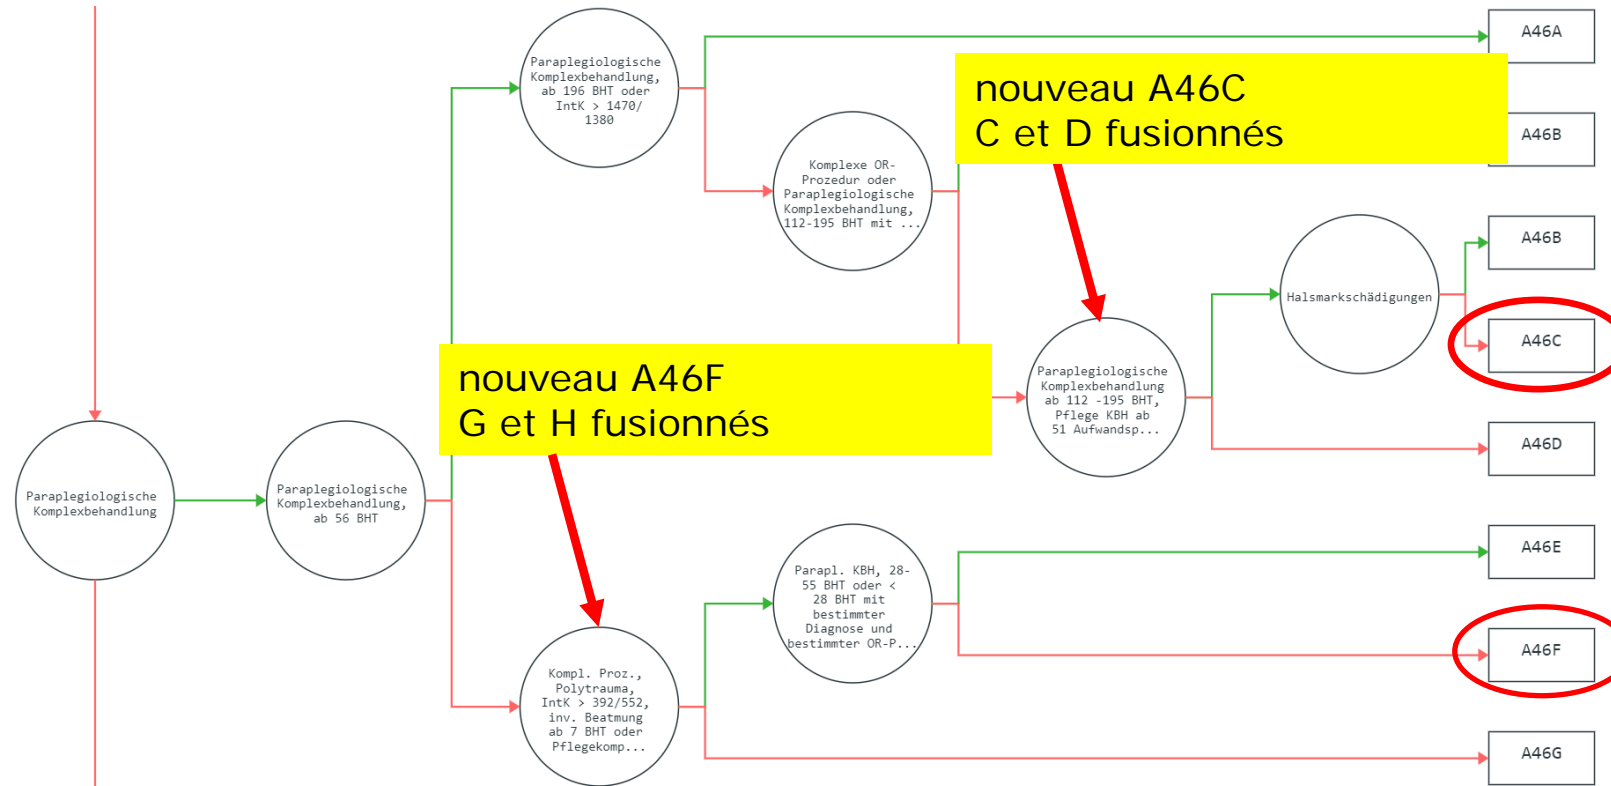 Paraplegiologische
Komplexbehandlung,
ab 196 BHT oder
IntK > 1470/
1380
A46A
nouveau A46C
C et D fusionnés
A46B
Komplexe OR-
Prozedur oder
Paraplegiologische
Komplexbehandlung,
112-195 BHT mit ...
A46B
Halsmarkschädigungen
A46C
nouveau A46F
G et H fusionnés
Paraplegiologische
Komplexbehandlung
ab 112 -195 BHT,
Pflege KBH ab
51 Aufwandsp...
A46D
Paraplegiologische
Komplexbehandlung
Paraplegiologische
Komplexbehandlung,
ab 56 BHT
A46E
Parapl. KBH, 28-
55 BHT oder <
28 BHT mit
bestimmter
Diagnose und
bestimmter OR-P...
A46F
Kompl. Proz.,
Polytrauma,
IntK > 392/552,
inv. Beatmung
ab 7 BHT oder
Pflegekomp...
A46G